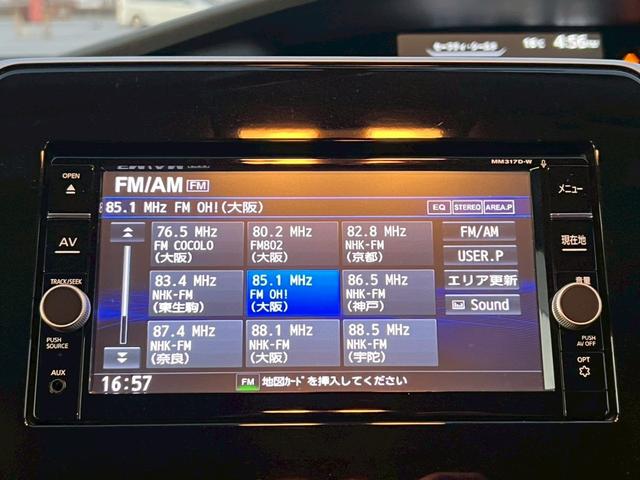 セーフティ・シールド
16℃ 4:56
MM317D-W
OPEN
メニュー
FM/AM FM
85.1 MHz FM OH!(大阪)
EQ STEREO AREA.P
AV
現在地
76.5 MHz
FM COCOLO
(大阪)
80.2 MHz
FM802
(大阪)
82.8 MHz
NHK-FM
(京都)
FM/AM
USER.P
83.4 MHz
NHK-FM
(東生駒)
85.1 MHz
FM OH!
(大阪)
86.5 MHz
NHK-FM
(神戸)
エリア更新
Sound
TRACK/SEEK
音量
PUSH
SOURCE
PUSH
AV OFF
87.4 MHz
NHK-FM
(奈良)
88.1 MHz
NHK-FM
(大阪)
88.5 MHz
NHK-FM
(宇陀)
AUX
OPT
16:57
FM 地図ｶｰﾄﾞを挿入してください